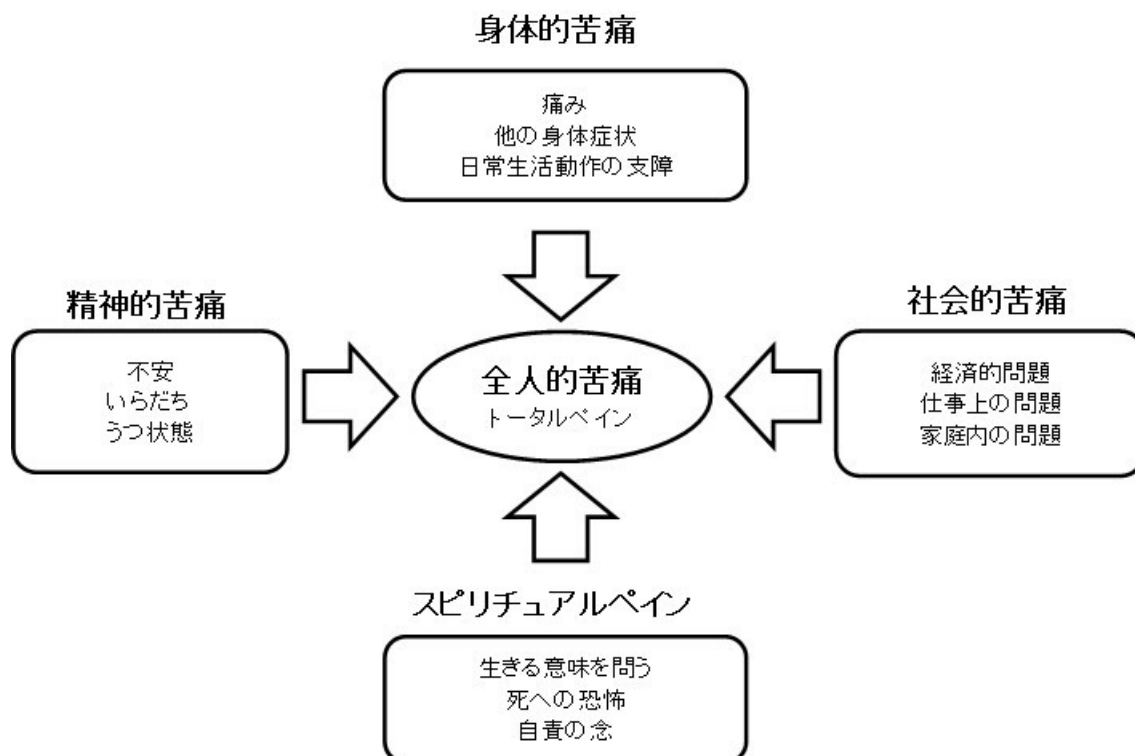 身体的苦痛
痛み
他の身体症状
日常生活動作の支障
精神的苦痛
不安
いらだち
うつ状態
全人的苦痛
トータルペイン
社会的苦痛
経済的問題
仕事上の問題
家庭内の問題
スピリチュアルペイン
生きる意味を問う
死への恐怖
自責の念